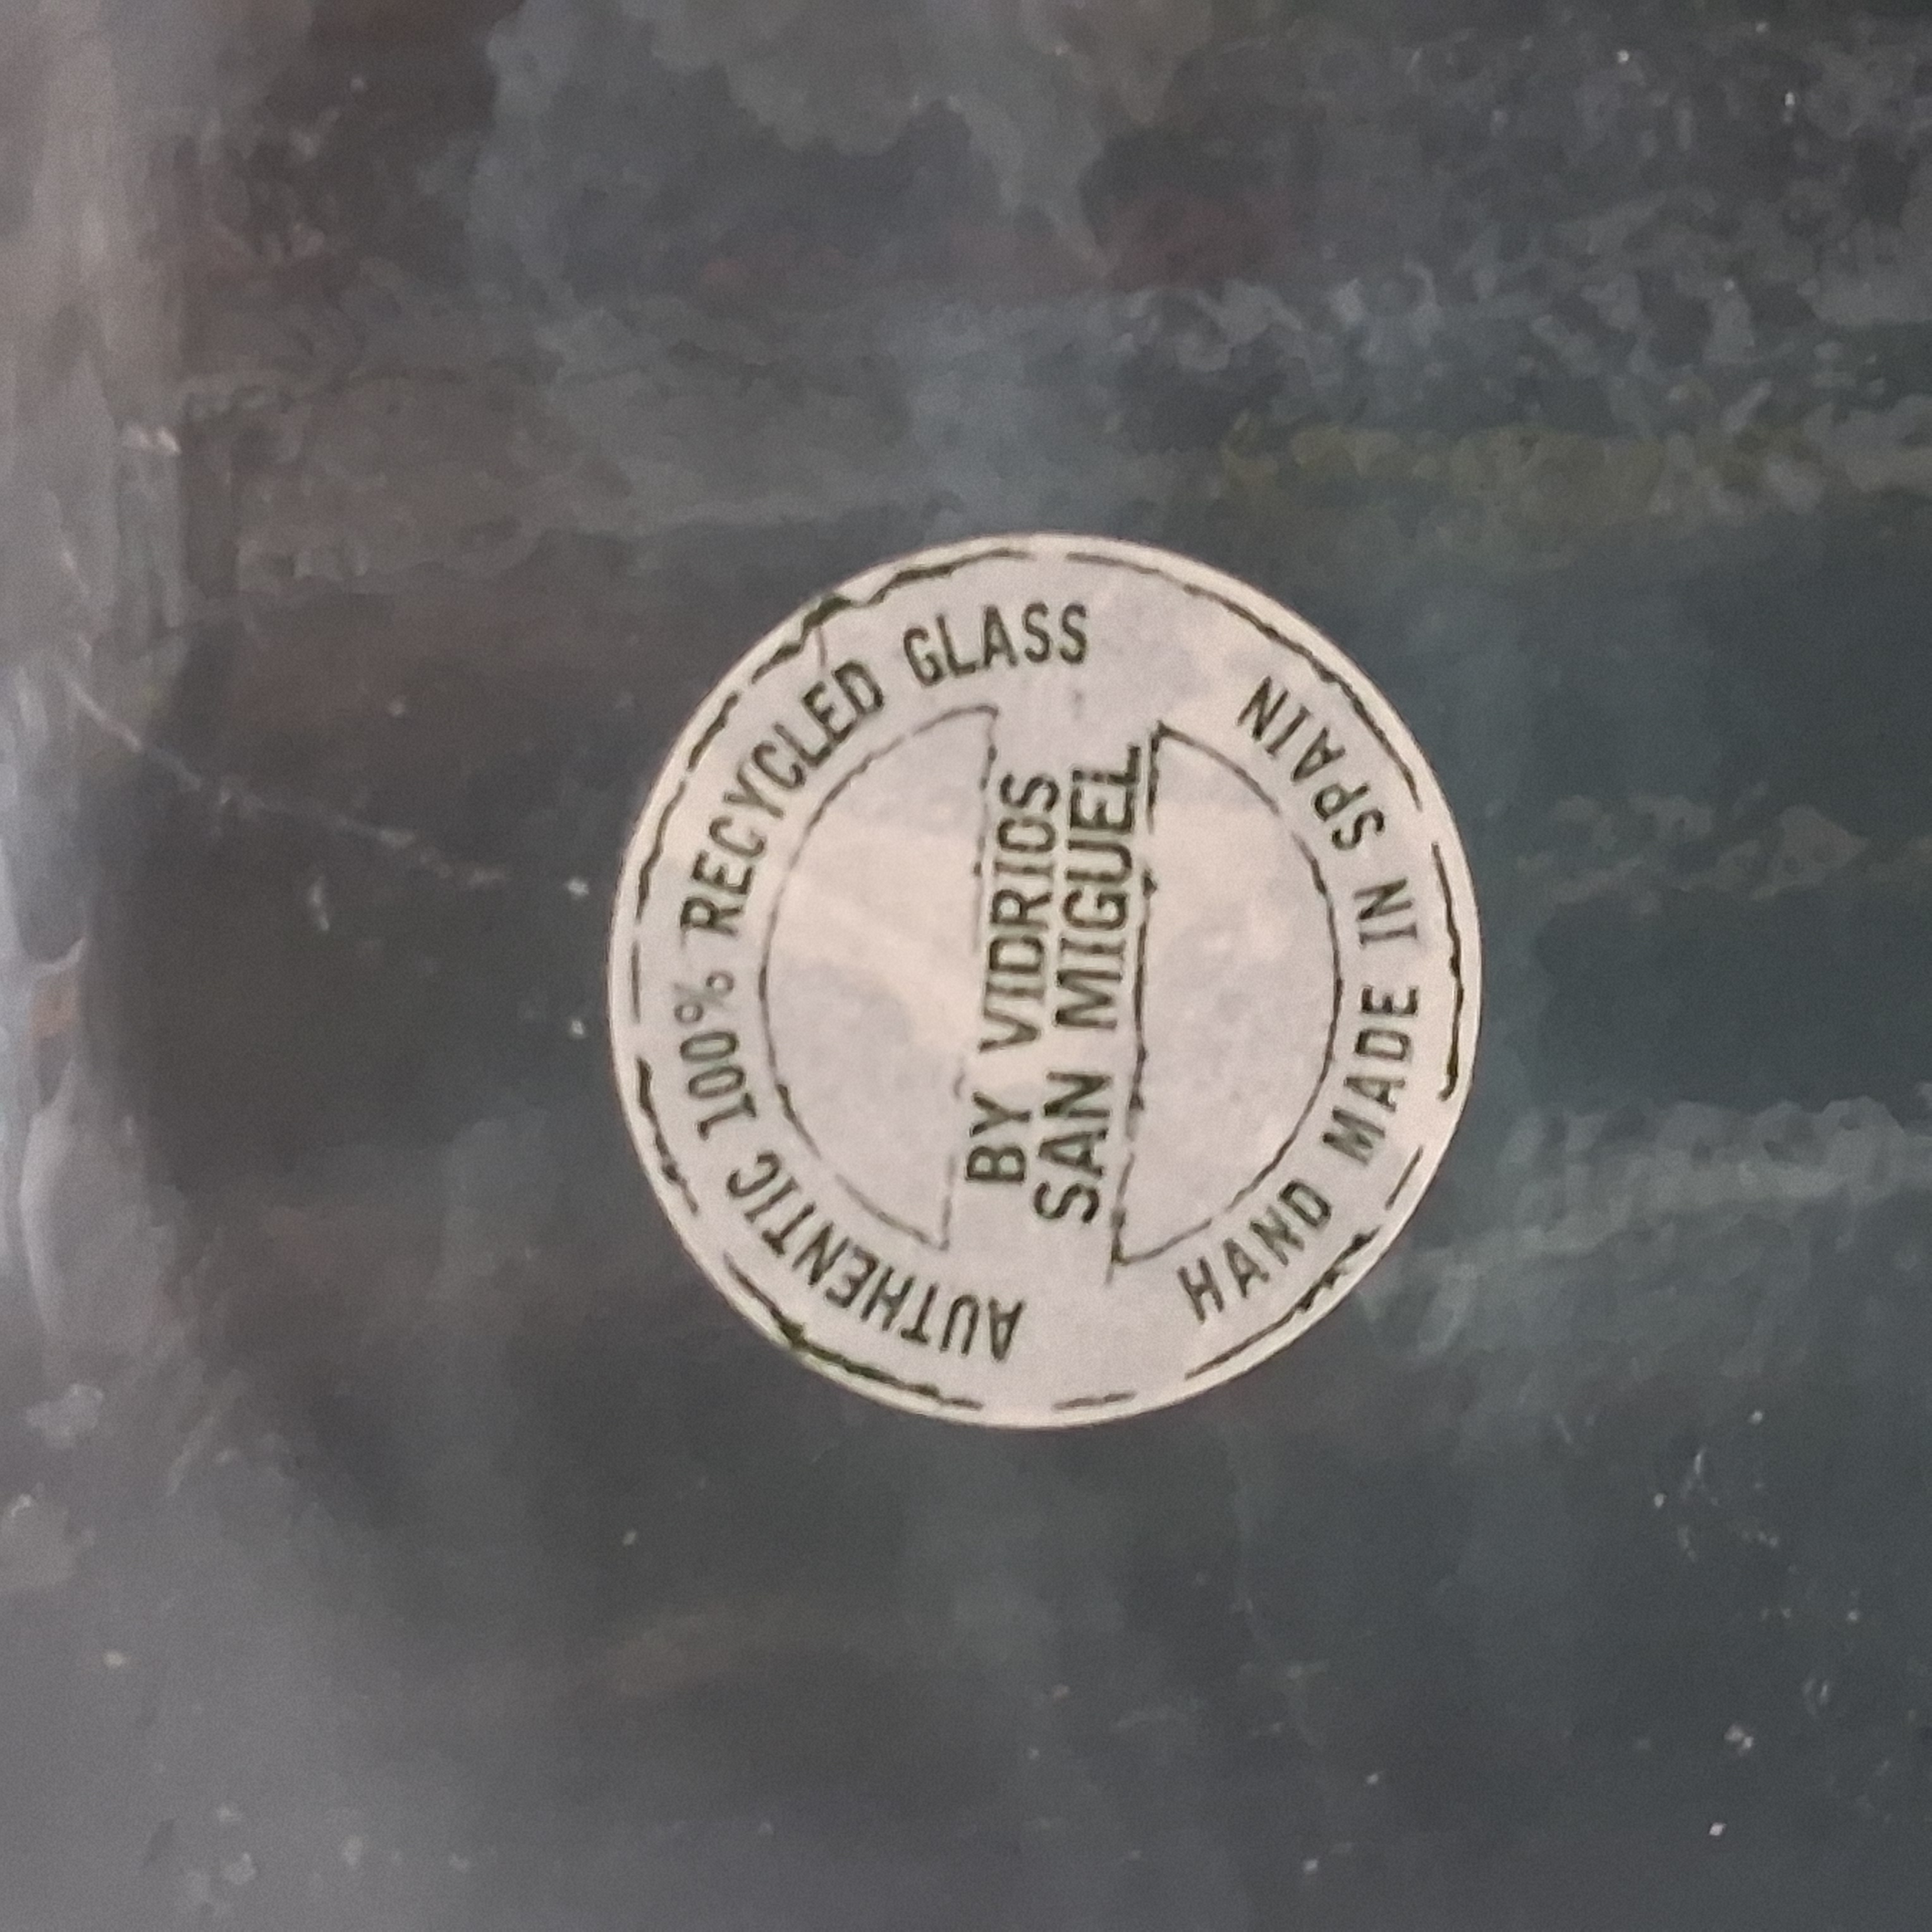 AUTHENTIC 100% RECYCLED GLASS
BY VIDRIOS
SAN MIGUEL
HAND MADE IN SPAIN